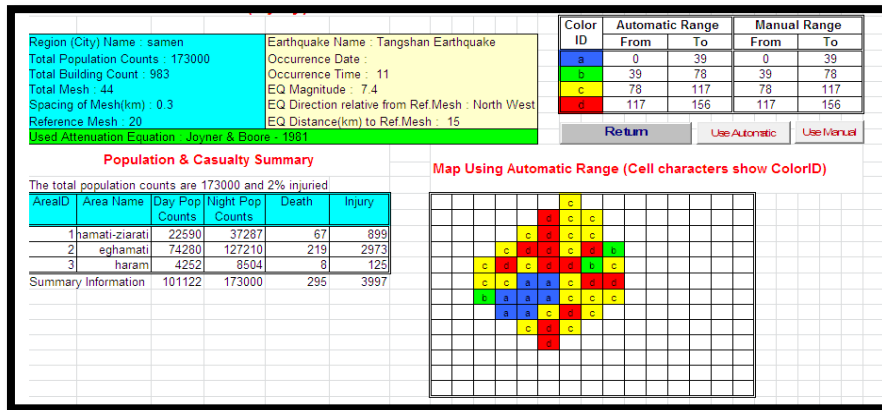 Color ID Automatic Range Manual Range
From To From To
a 0 39 0 39
b 39 78 39 78
c 78 117 78 117
d 117 156 117 156
Region (City) Name : samen
Total Population Counts : 173000
Total Building Count : 983
Total Mesh : 44
Spacing of Mesh(km) : 0.3
Reference Mesh : 20
Earthquake Name : Tangshan Earthquake
Occurrence Date :
Occurrence Time : 11
EQ Magnitude : 7.4
EQ Direction relative from Ref.Mesh : North West
EQ Distance(km) to Ref.Mesh : 15
Used Attenuation Equation : Joyner & Boore - 1981
Return Use Automatic Use Manual
Population & Casualty Summary
The total population counts are 173000 and 2% injuried
AreaID Area Name Day Pop Counts Night Pop Counts Death Injury
1 hamati-ziarati 22590 37287 67 899
2 eghamati 74280 127210 219 2973
3 haram 4252 8504 8 125
Summary Information 101122 173000 295 3997
Map Using Automatic Range (Cell characters show ColorID)
c
d c c
c d c c
c d d c d b
c d c d d b c
c c a a c d d
b a a a c c c
a a c d c
c d c
d